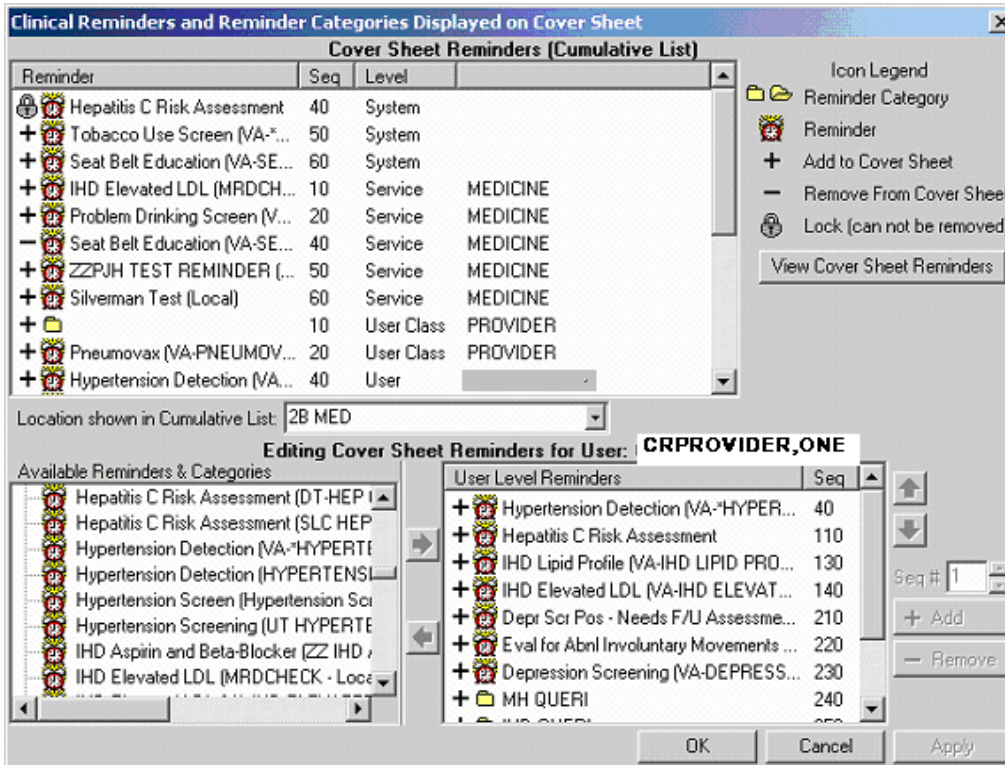 Clinical Reminders and Reminder Categories Displayed on Cover Sheet
Cover Sheet Reminders (Cumulative List)
Reminder Seq Level
Hepatitis C Risk Assessment 40 System
Tobacco Use Screen (VA-*... 50 System
Seat Belt Education (VA-SE... 60 System
IHD Elevated LDL (MRDCH... 10 Service MEDICINE
Problem Drinking Screen (V... 20 Service MEDICINE
Seat Belt Education (VA-SE... 40 Service MEDICINE
ZZPJH TEST REMINDER (... 50 Service MEDICINE
Silverman Test (Local) 60 Service MEDICINE
10 User Class PROVIDER
Pneumovax (VA-PNEUMOV... 20 User Class PROVIDER
Hypertension Detection (VA... 40 User
Icon Legend
Reminder Category
Reminder
Add to Cover Sheet
Remove From Cover Sheet
Lock (can not be removed
View Cover Sheet Reminders
Location shown in Cumulative List: 2B MED
Editing Cover Sheet Reminders for User: CRPROVIDER,ONE
Available Reminders & Categories
Hepatitis C Risk Assessment (DT-HEP
Hepatitis C Risk Assessment (SLC HEP
Hypertension Detection (VA-*HYPERTE
Hypertension Detection (HYPERTENSI
Hypertension Screen (Hypertension Scr
Hypertension Screening (UT HYPERTE
IHD Aspirin and Beta-Blocker (ZZ IHD
IHD Elevated LDL (MRDCHECK - Loca
User Level Reminders Seq
Hypertension Detection (VA-*HYPER... 40
Hepatitis C Risk Assessment 110
IHD Lipid Profile (VA-IHD LIPID PRO... 130
IHD Elevated LDL (VA-IHD ELEVAT... 140
Depr Scr Pos - Needs F/U Assessme... 210
Eval for Abnl Involuntary Movements ... 220
Depression Screening (VA-DEPRESS... 230
MH QUERI 240
Seq # 1
Add
Remove
OK Cancel Apply